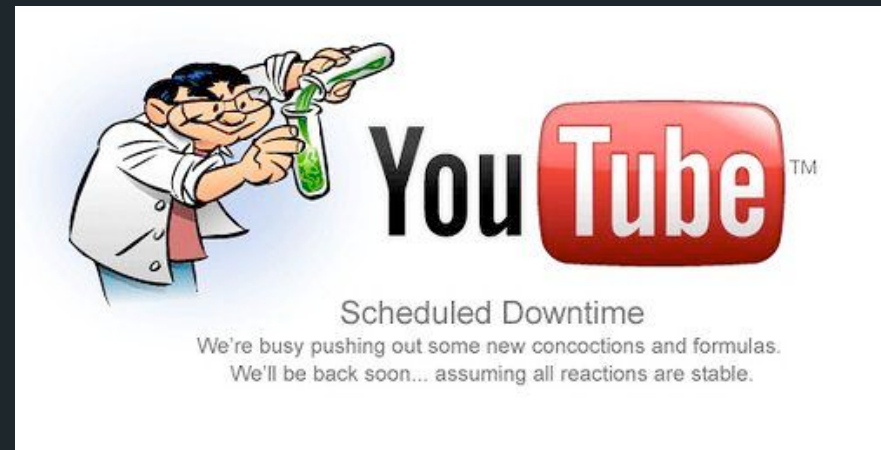 YouTube™
Scheduled Downtime
We're busy pushing out some new concoctions and formulas.
We'll be back soon... assuming all reactions are stable.